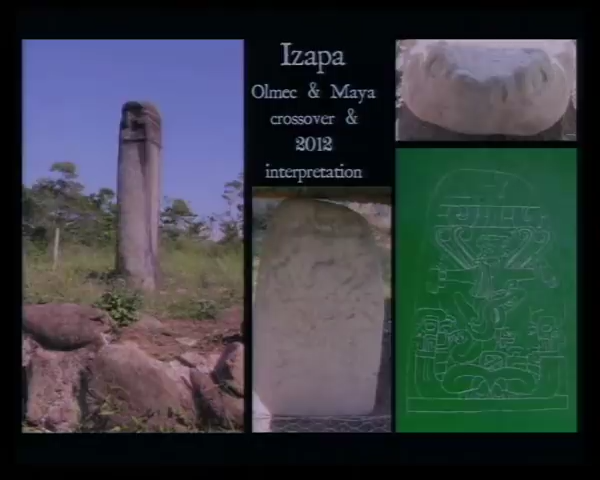 Izapa
Olmec & Maya
crossover &
2012
interpretation